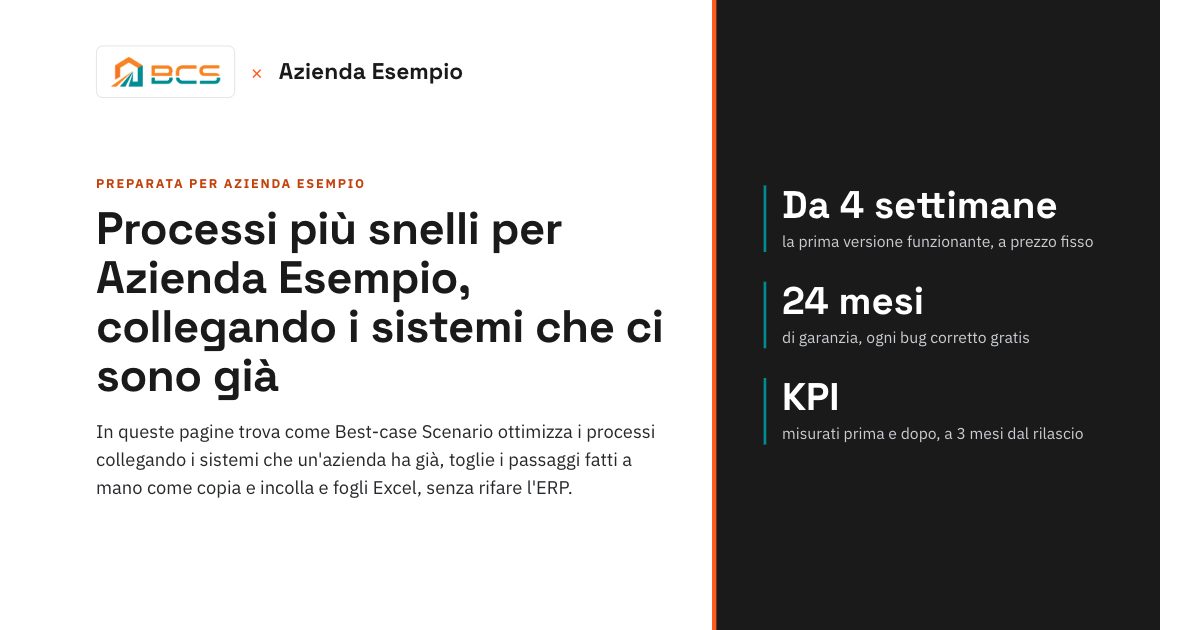 BCS × Azienda Esempio
PREPARATA PER AZIENDA ESEMPIO
Processi più snelli per
Azienda Esempio,
collegando i sistemi che ci
sono già
In queste pagine trova come Best-case Scenario ottimizza i processi
collegando i sistemi che un'azienda ha già, toglie i passaggi fatti a
mano come copia e incolla e fogli Excel, senza rifare l'ERP.
Da 4 settimane
la prima versione funzionante, a prezzo fisso
24 mesi
di garanzia, ogni bug corretto gratis
KPI
misurati prima e dopo, a 3 mesi dal rilascio